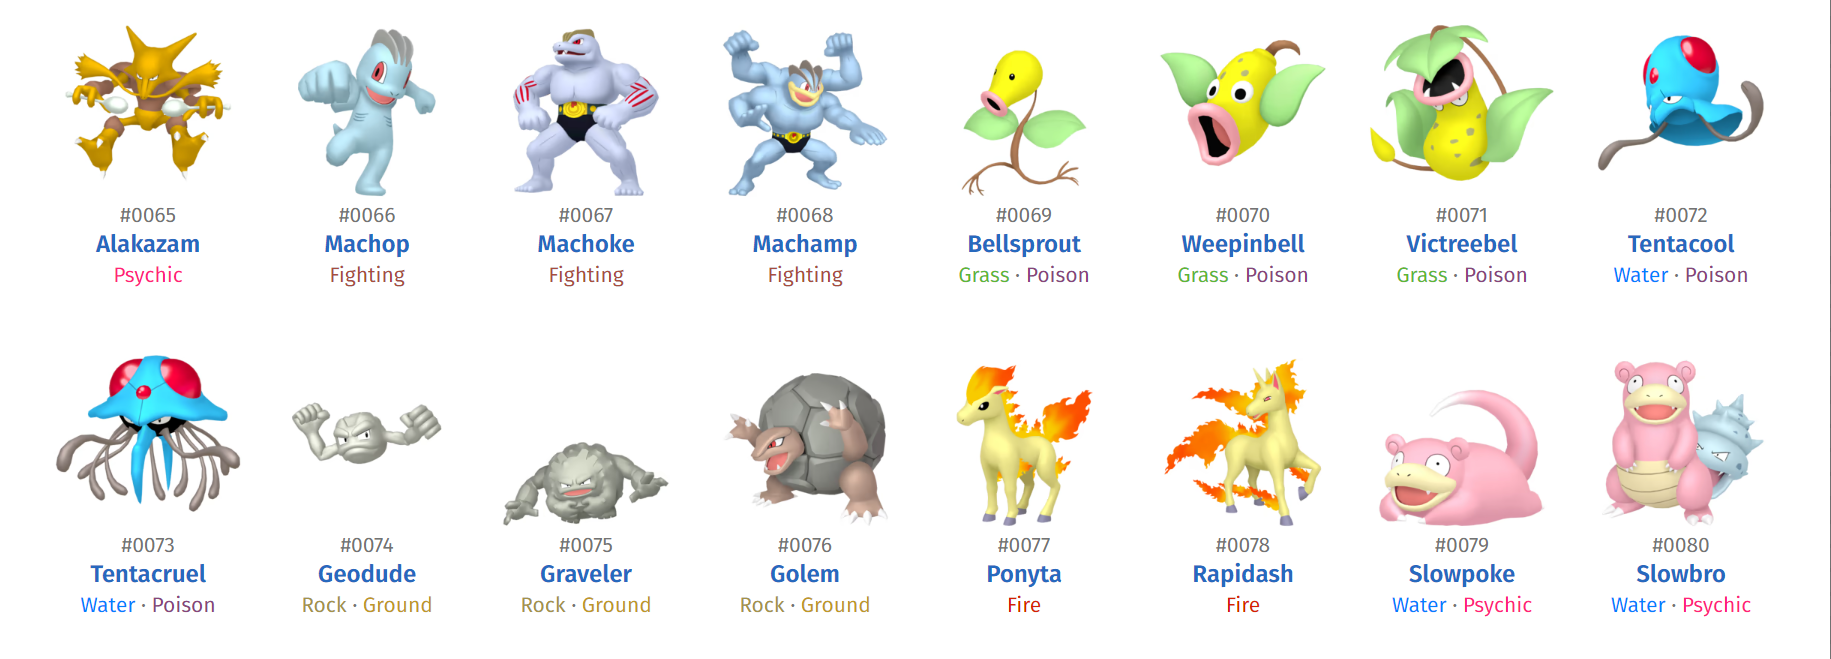 #0065 #0066 #0067 #0068 #0069 #0070 #0071 #0072
Alakazam Machop Machoke Machamp Bellsprout Weepinbell Victreebel Tentacool
Psychic Fighting Fighting Fighting Grass · Poison Grass · Poison Grass · Poison Water · Poison
#0073 #0074 #0075 #0076 #0077 #0078 #0079 #0080
Tentacruel Geodude Graveler Golem Ponyta Rapidash Slowpoke Slowbro
Water · Poison Rock · Ground Rock · Ground Rock · Ground Fire Fire Water · Psychic Water · Psychic